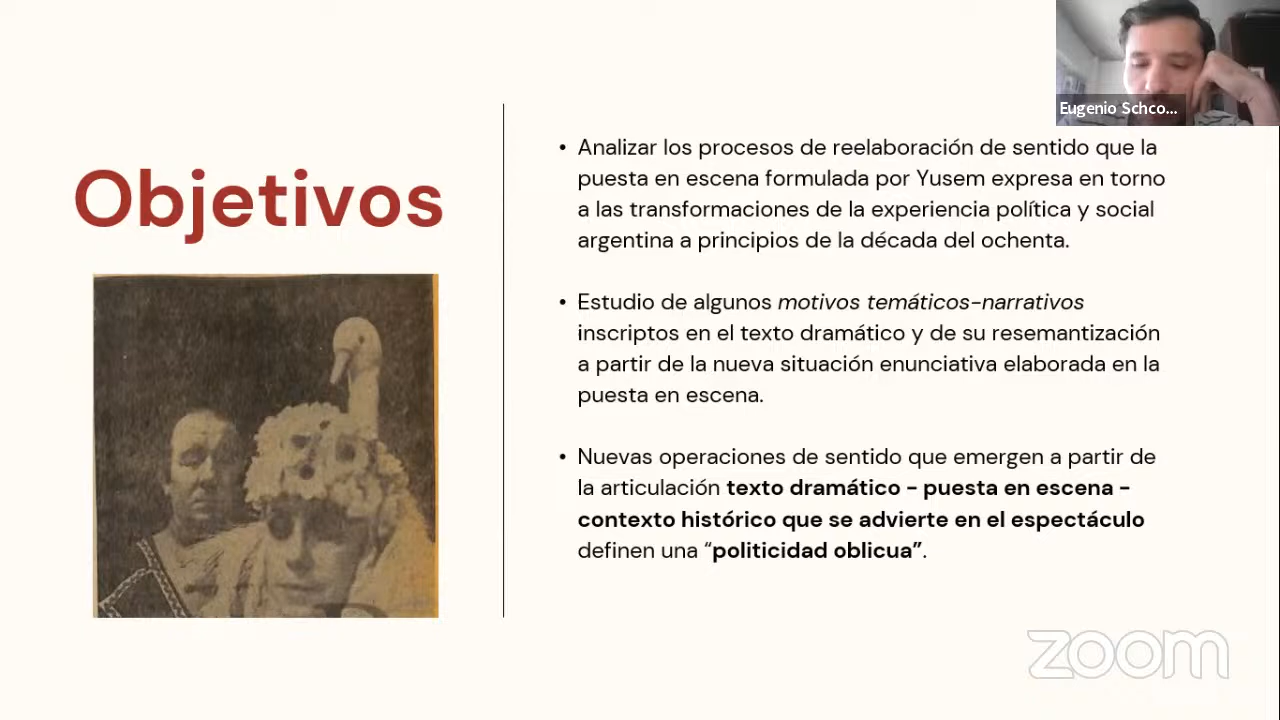 Eugenio Schco...
Objetivos
• Analizar los procesos de reelaboración de sentido que la
puesta en escena formulada por Yusem expresa en torno
a las transformaciones de la experiencia política y social
argentina a principios de la década del ochenta.
• Estudio de algunos motivos temáticos-narrativos
inscriptos en el texto dramático y de su resemantización
a partir de la nueva situación enunciativa elaborada en la
puesta en escena.
• Nuevas operaciones de sentido que emergen a partir de
la articulación texto dramático - puesta en escena -
contexto histórico que se advierte en el espectáculo
definen una “politicidad oblicua”.
zoom